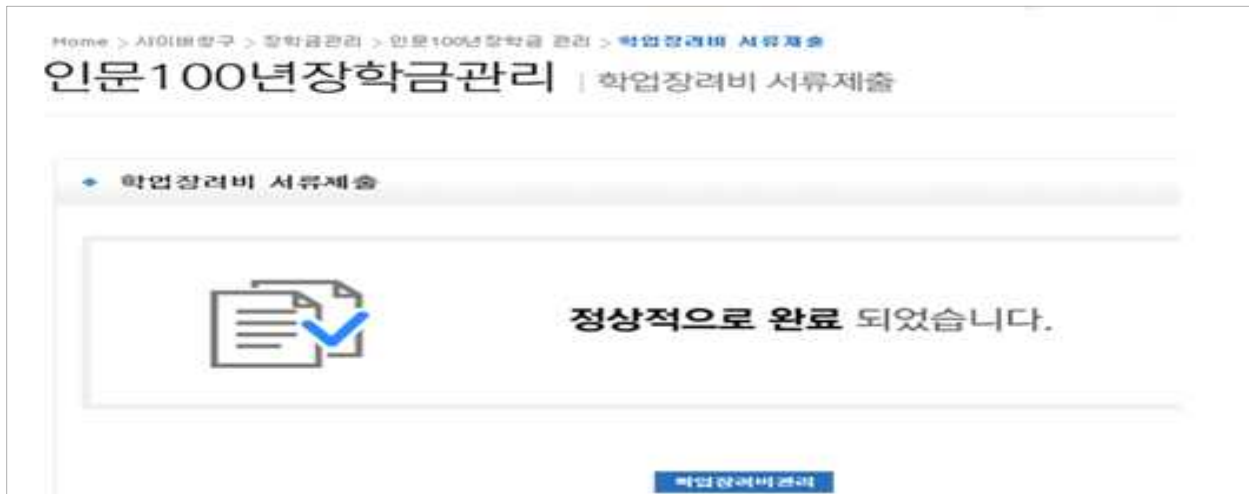 Home > 사이버창구 > 장학금관리 > 인문100년장학금 관리 > 학업장려비 서류제출
인문100년장학금관리 | 학업장려비 서류제출
학업장려비 서류제출
정상적으로 완료 되었습니다.
학업장려비관리